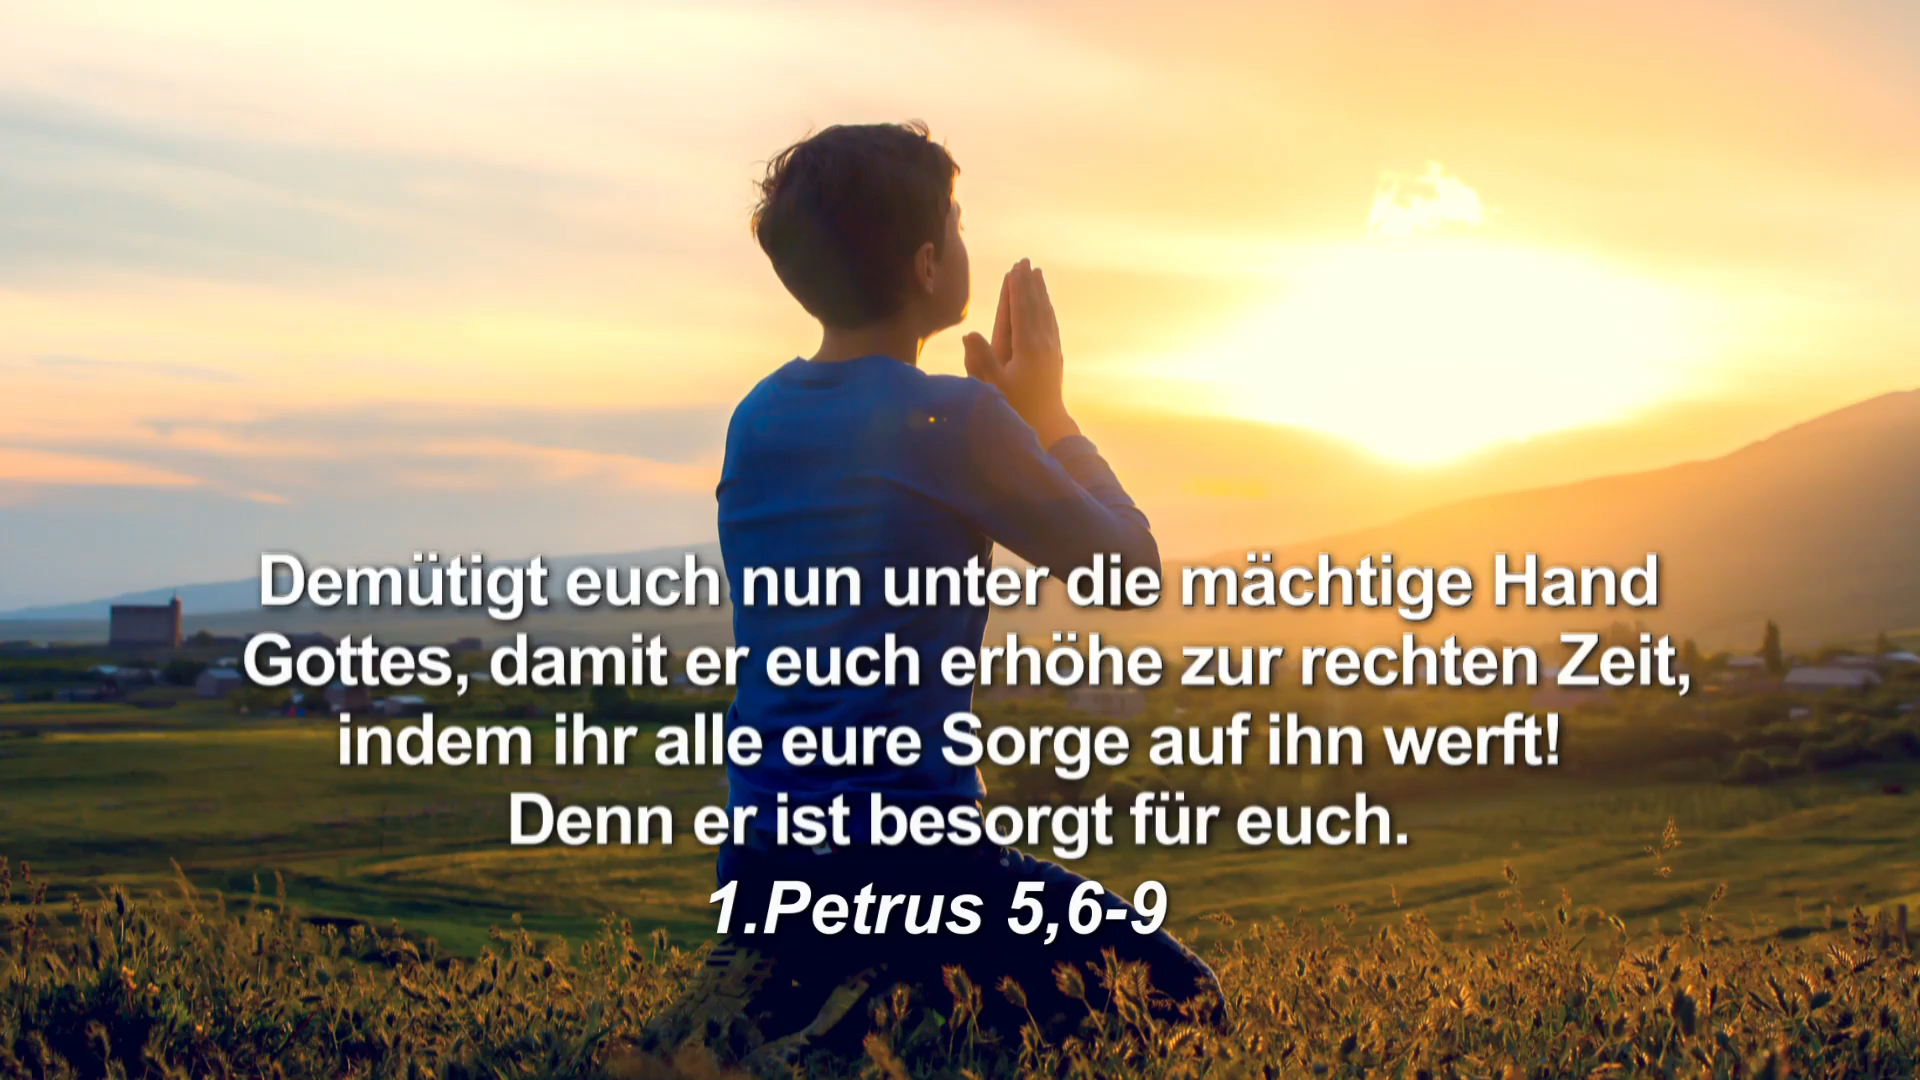 Demütigt euch nun unter die mächtige Hand
Gottes, damit er euch erhöhe zur rechten Zeit,
indem ihr alle eure Sorge auf ihn werft!
Denn er ist besorgt für euch.
1.Petrus 5,6-9